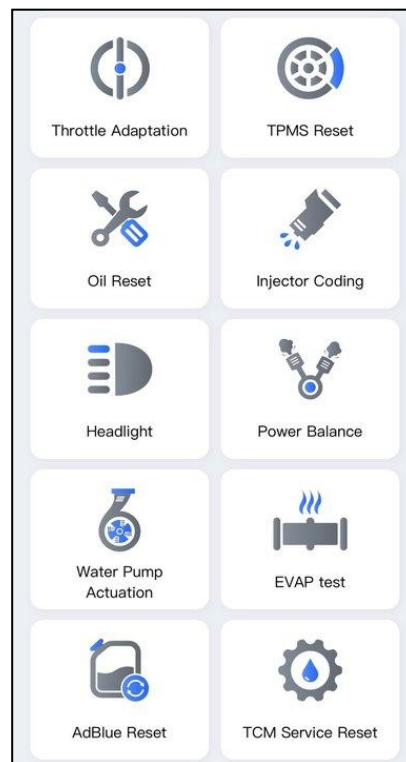 Throttle Adaptation
TPMS Reset
Oil Reset
Injector Coding
Headlight
Power Balance
Water Pump
Actuation
EVAP test
AdBlue Reset
TCM Service Reset